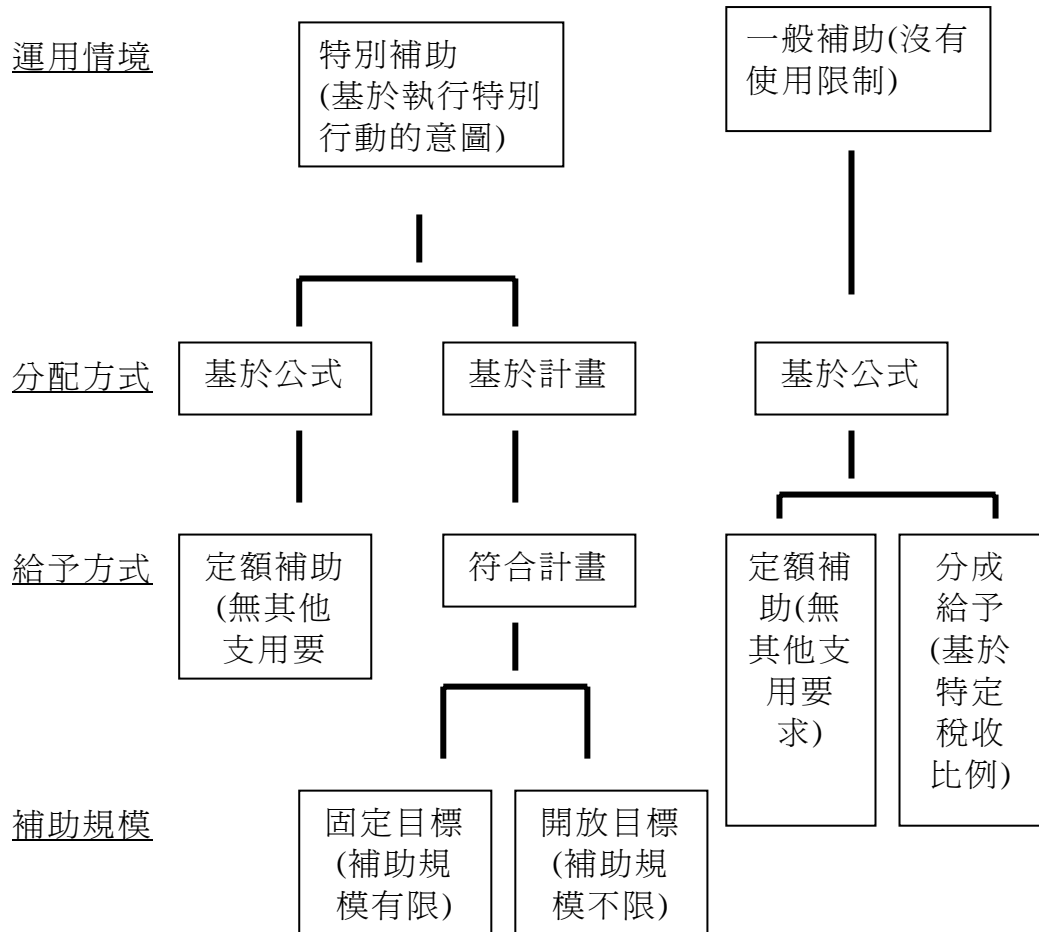 運用情境
特別補助
(基於執行特別
行動的意圖)
一般補助(沒有
使用限制)
分配方式
基於公式
基於計畫
基於公式
給予方式
定額補助
(無其他
支用要
符合計畫
定額補
助(無
其他支
用要
求)
分成
給予
(基於
特定
稅收
比例)
補助規模
固定目標
(補助規
模有限)
開放目標
(補助規
模不限)